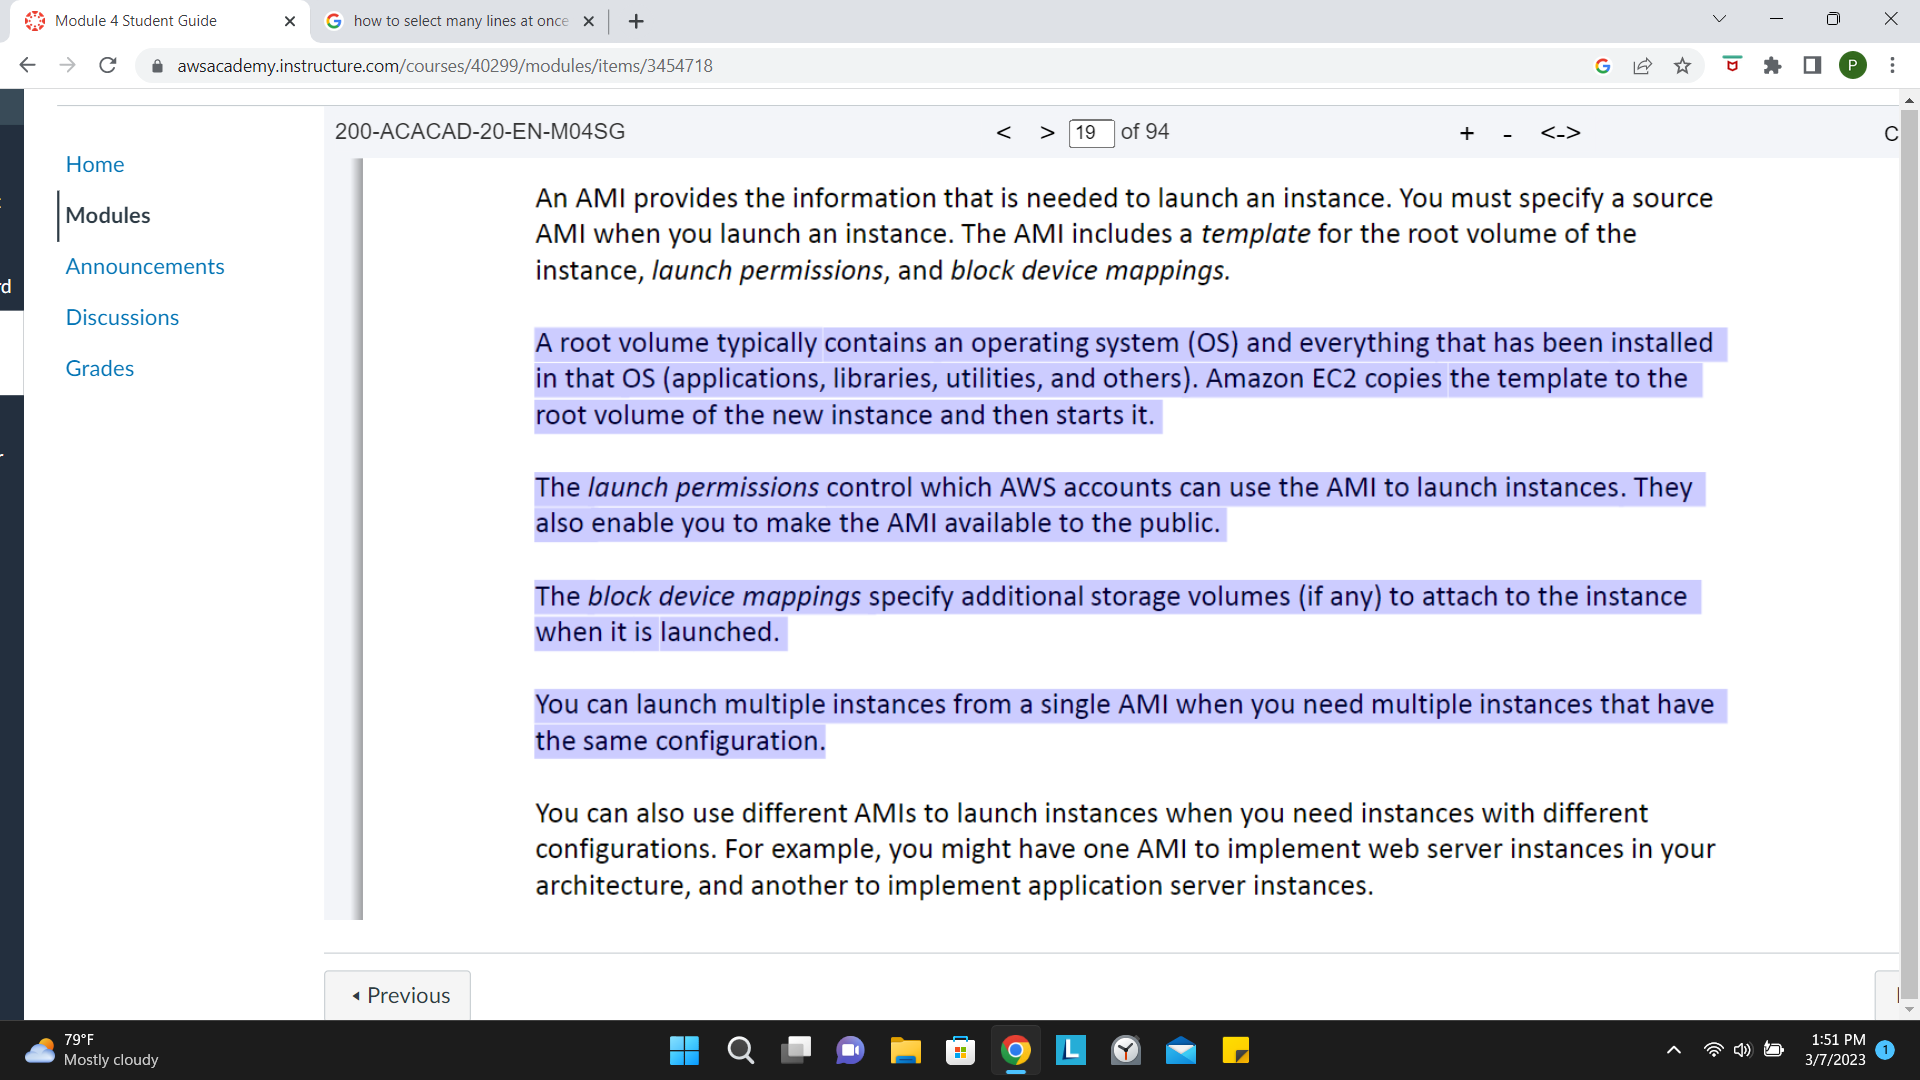 Module 4 Student Guide
how to select many lines at once
awsacademy.instructure.com/courses/40299/modules/items/3454718
P
200-ACACAD-20-EN-M04SG
< > 19 of 94
+ - <->
C
Home
Modules
Announcements
Discussions
Grades
rd
An AMI provides the information that is needed to launch an instance. You must specify a source
AMI when you launch an instance. The AMI includes a template for the root volume of the
instance, launch permissions, and block device mappings.
A root volume typically contains an operating system (OS) and everything that has been installed
in that OS (applications, libraries, utilities, and others). Amazon EC2 copies the template to the
root volume of the new instance and then starts it.
The launch permissions control which AWS accounts can use the AMI to launch instances. They
also enable you to make the AMI available to the public.
The block device mappings specify additional storage volumes (if any) to attach to the instance
when it is launched.
You can launch multiple instances from a single AMI when you need multiple instances that have
the same configuration.
You can also use different AMIs to launch instances when you need instances with different
configurations. For example, you might have one AMI to implement web server instances in your
architecture, and another to implement application server instances.
Previous
79°F
Mostly cloudy
L
1:51 PM
3/7/2023
1